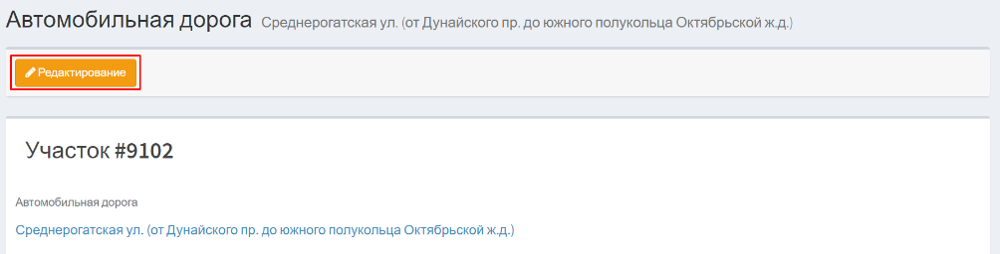 Автомобильная дорога Среднерогатская ул. (от Дунайского пр. до южного полукольца Октябрьской ж.д.)
Редактирование
Участок #9102
Автомобильная дорога
Среднерогатская ул. (от Дунайского пр. до южного полукольца Октябрьской ж.д.)